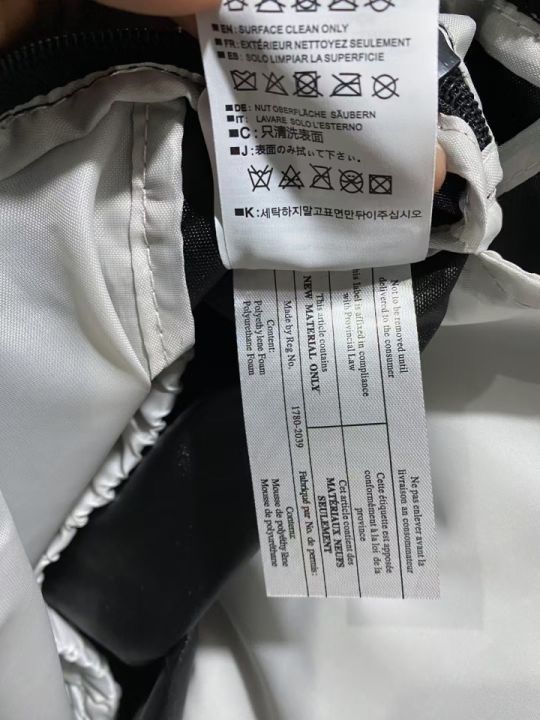 ■EN: SURFACE CLEAN ONLY
■FR: EXTÉRIEUR NETTOYEZ SEULEMENT
■ES: SOLO LIMPIAR LA SUPERFICIE
■DE: NUT OBERFLÄCHE SÄUBERN
■IT: LAVARE SOLO L'ESTERNO
■C: 只清洗表面
■J: 表面のみ拭いて下さい。
■K: 세탁하지말고표면만닦아주십시오
Not to be removed until
delivered to the consumer
This label is affixed in compliance
with Provincial Law
This article contains
NEW MATERIAL ONLY
Made by Reg No.
1780-2039
Content:
Polyethylene Foam
Polyurethane Foam
Ne pas enlever avant la
livraison an consommateur
Cette étiquette est apposée
conformément à la loi de la
province
Cet article contient des
MATÉRIAUX NEUFS
SEULEMENT
Fabriqué par No. de permis:
Contenu:
Mousse de polyéthylène
Mousse de polyuréthane